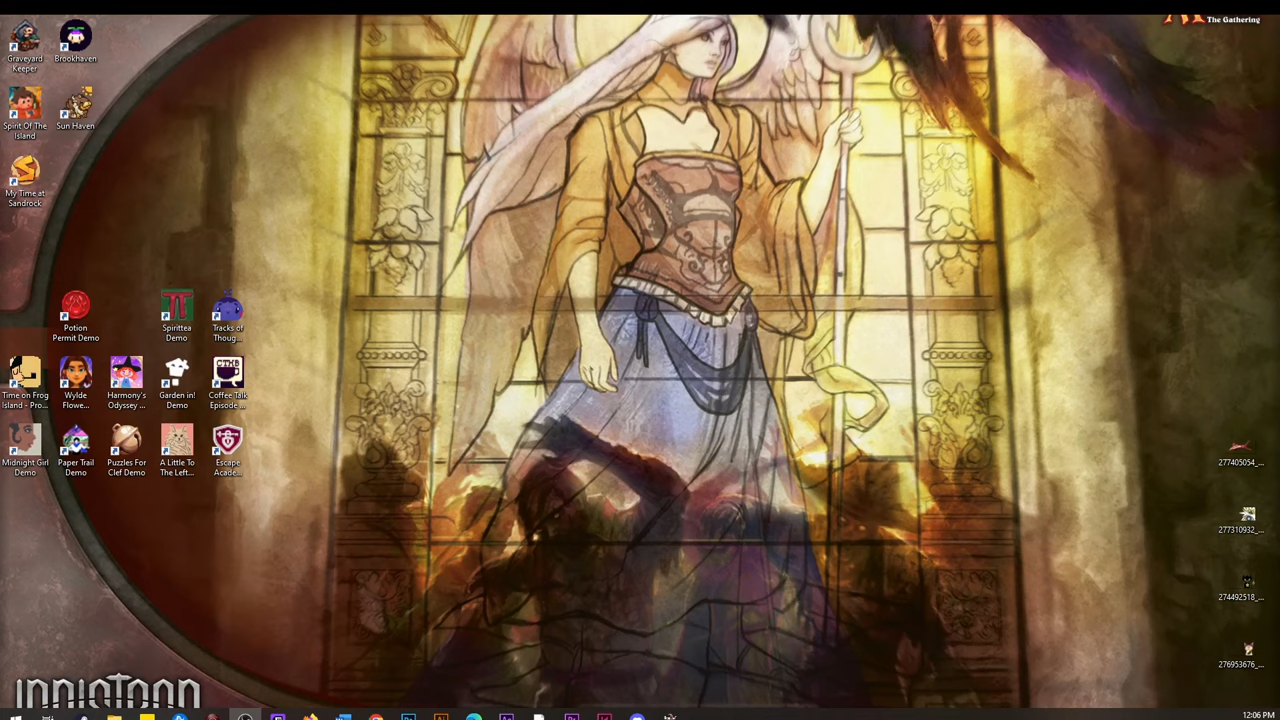 The Gathering
Graveyard
Keeper
Brookhaven
Spirit Of The
Island
Sun Haven
My Time at
Sandrock
Potion
Permit Demo
Spirittea
Demo
Tracks of
Thoug...
Time on Frog
Island - Pro...
Wylde
Flowe...
Harmony's
Odyssey ...
Garden in!
Demo
CTHB
Coffee Talk
Episode ...
Midnight Girl
Demo
Paper Trail
Demo
Puzzles For
Clef Demo
A Little To
The Left...
Escape
Acade...
277405054_...
277310932_...
274492518_...
276953676_...
INNISTRAD
12:06 PM